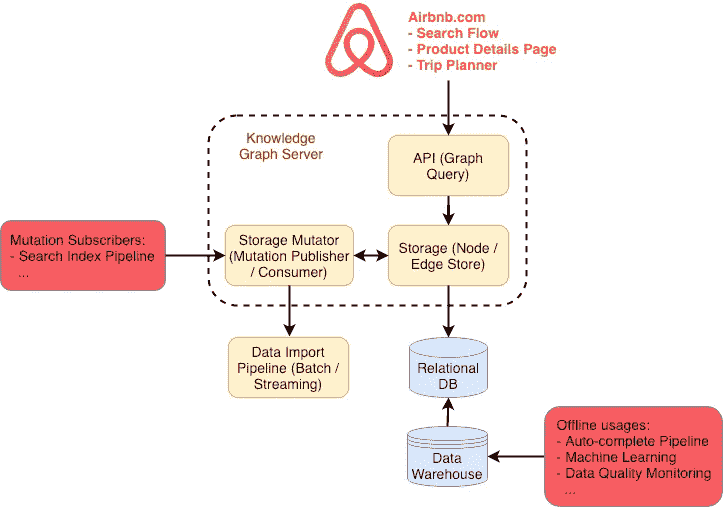 Airbnb.com
- Search Flow
- Product Details Page
- Trip Planner
Knowledge
Graph Server
API (Graph
Query)
Mutation Subscribers:
- Search Index Pipeline
...
Storage Mutator
(Mutation Publisher
/ Consumer)
Storage (Node /
Edge Store)
Data Import
Pipeline (Batch /
Streaming)
Relational
DB
Data
Warehouse
Offline usages:
- Auto-complete Pipeline
- Machine Learning
- Data Quality Monitoring
...